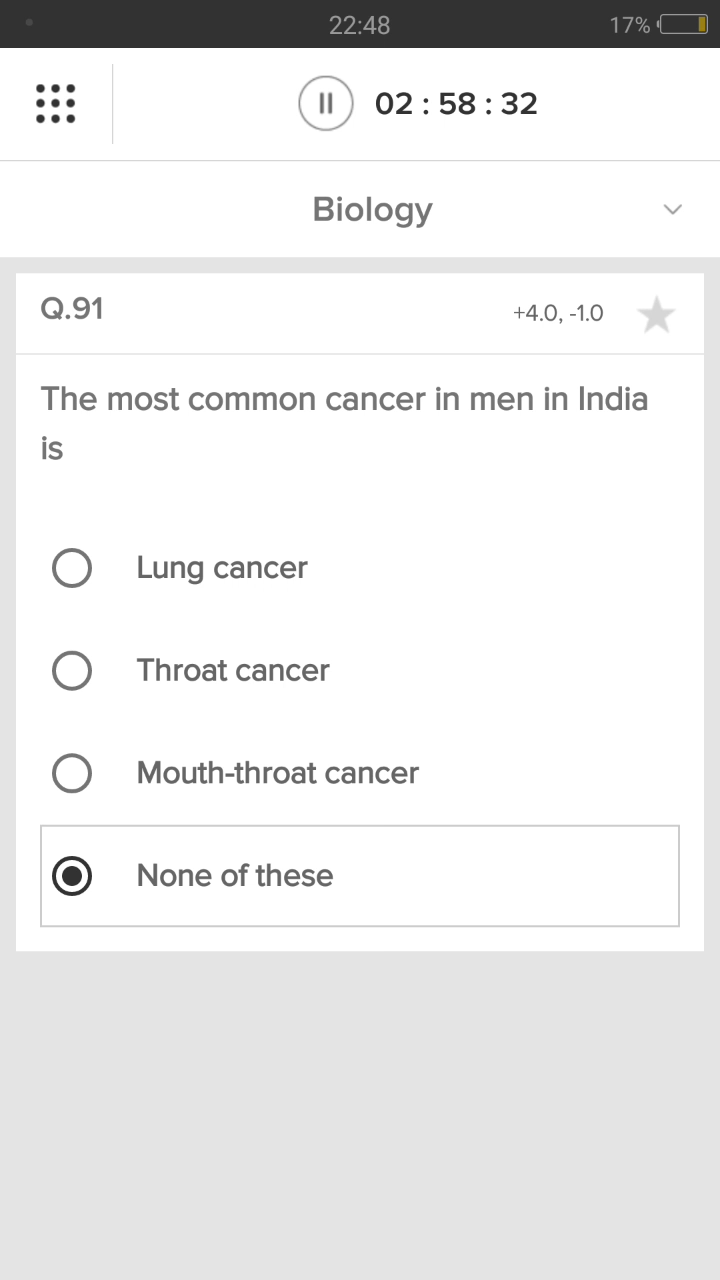 22:48
17%
02 : 58 : 32
Biology
Q.91
+4.0, -1.0
The most common cancer in men in India
is
Lung cancer
Throat cancer
Mouth-throat cancer
None of these